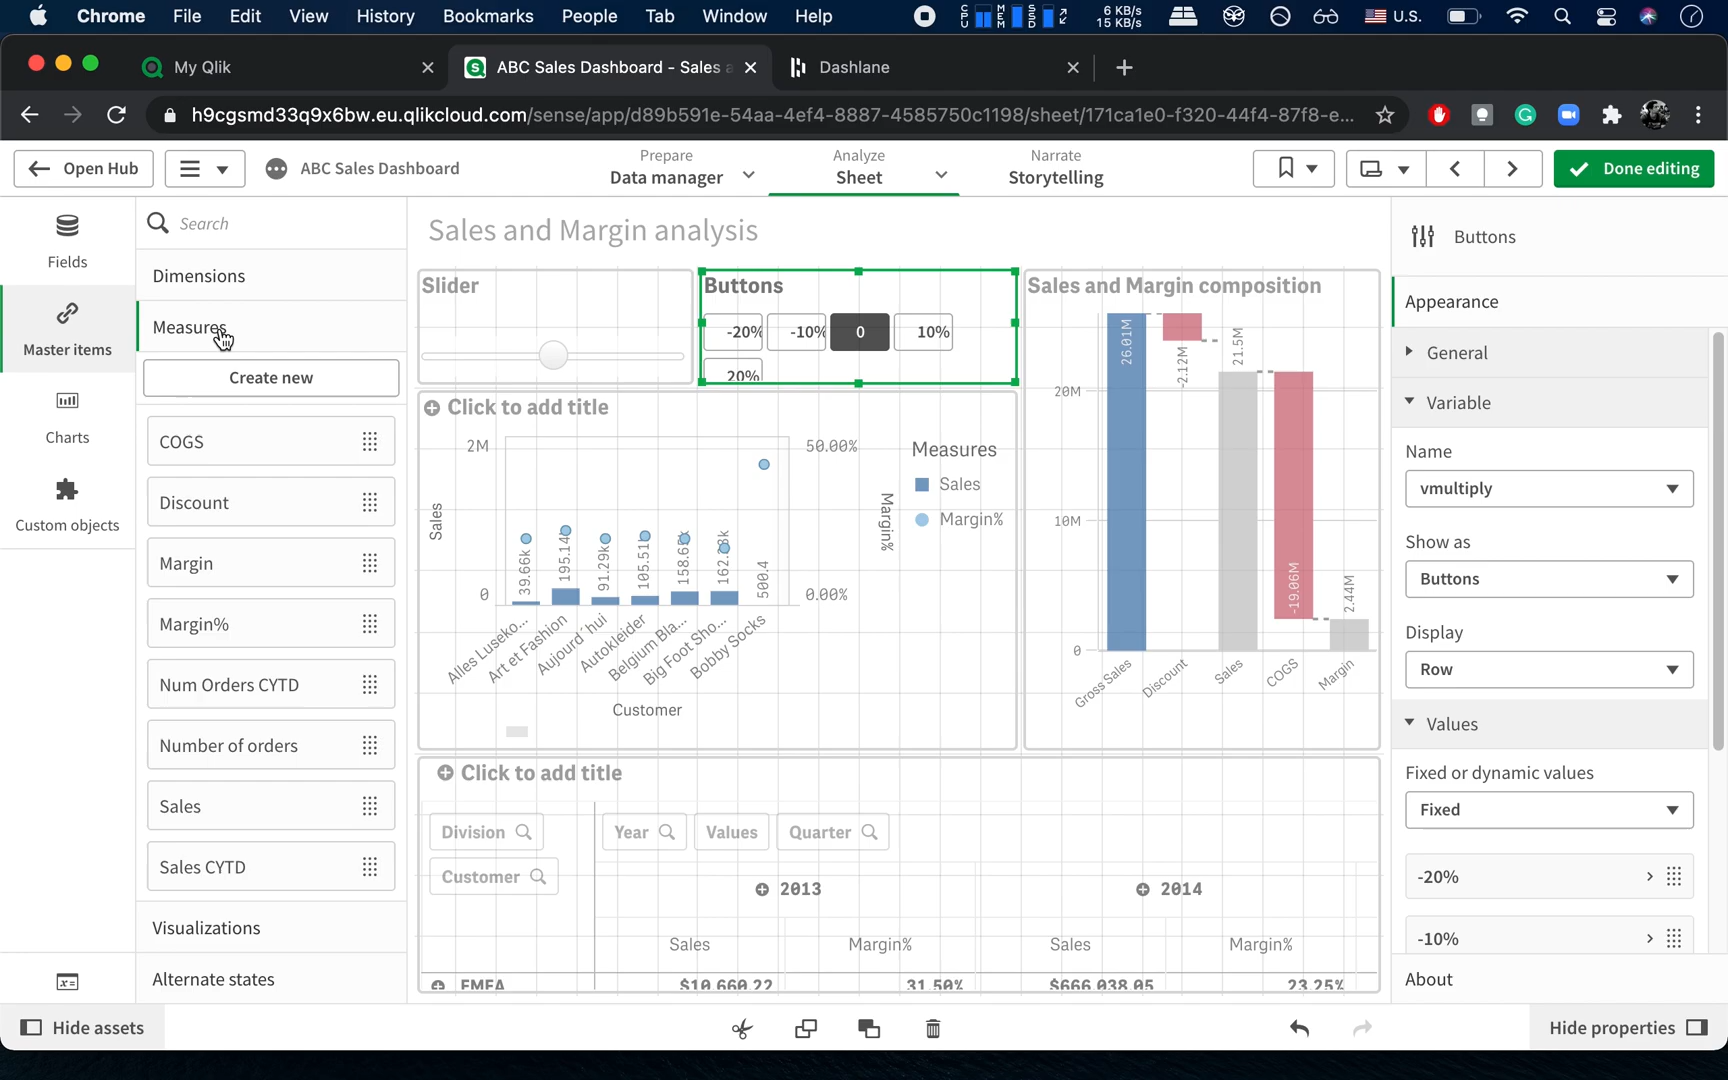 Chrome File Edit View History Bookmarks People Tab Window Help
CPU MEM SSD 6 KB/s 15 KB/s U.S.
My Qlik
ABC Sales Dashboard - Sales a
Dashlane
h9cgsmd33q9x6bw.eu.qlikcloud.com/sense/app/d89b591e-54aa-4ef4-8887-4585750c1198/sheet/171ca1e0-f320-44f4-87f8-e...
Open Hub
ABC Sales Dashboard
Prepare
Data manager
Analyze
Sheet
Narrate
Storytelling
Done editing
Fields
Master items
Charts
Custom objects
Search
Dimensions
Measures
Create new
COGS
Discount
Margin
Margin%
Num Orders CYTD
Number of orders
Sales
Sales CYTD
Visualizations
Alternate states
Hide assets
Sales and Margin analysis
Slider
Buttons
-20% -10% 0 10%
20%
Click to add title
2M
0
Sales
50.00%
0.00%
Margin%
39.66k
195.14
91.29k
105.51
158.6
500.4
Alles Luseko...
Art et Fashion
Aujourd´hui
Autokleider
Belgium Bla...
Big Foot Sho...
Bobby Socks
Customer
Measures
Sales
Margin%
Sales and Margin composition
20M
10M
0
26.01M
-2.12M
21.5M
-19.06M
2.44M
Gross Sales
Discount
Sales
COGS
Margin
Click to add title
Division
Customer
Year
Values
Quarter
2013
2014
Sales Margin% Sales Margin%
EMEA $10,660.22 31.50% $666,038.05 23.25%
Buttons
Appearance
General
Variable
Name
vmultiply
Show as
Buttons
Display
Row
Values
Fixed or dynamic values
Fixed
-20%
-10%
About
Hide properties